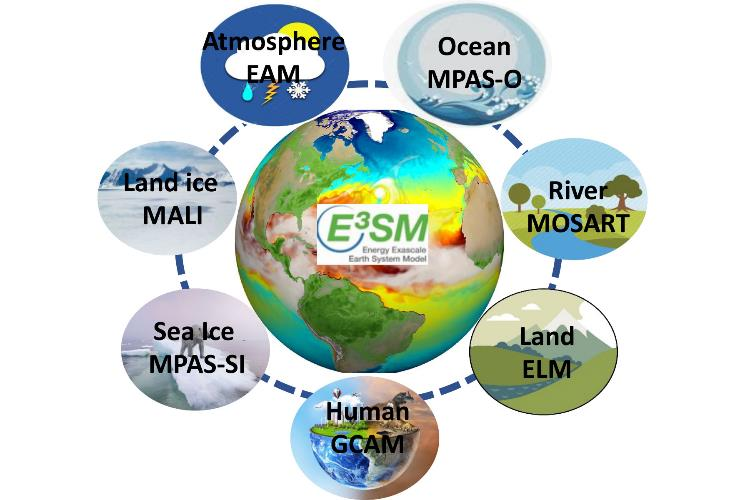 Atmosphere
EAM
Ocean
MPAS-O
Land ice
MALI
River
MOSART
E³SM
Energy Exascale
Earth System Model
Sea Ice
MPAS-SI
Land
ELM
Human
GCAM